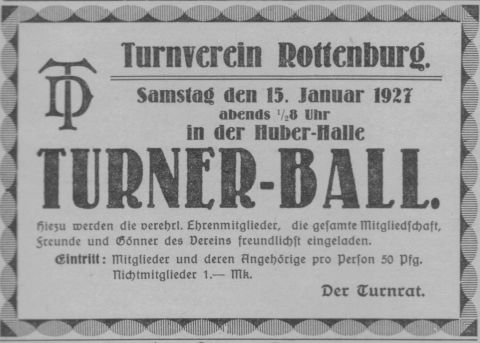 Turnverein Rottenburg.
DT
Samstag den 15. Januar 1927
abends ½8 Uhr
in der Huber-Halle
TURNER-BALL.
Hiezu werden die verehrl. Ehrenmitglieder, die gesamte Mitgliedschaft,
Freunde und Gönner des Vereins freundlichst eingeladen.
Eintritt: Mitglieder und deren Angehörige pro Person 50 Pfg.
Nichtmitglieder 1.— Mk.
Der Turnrat.